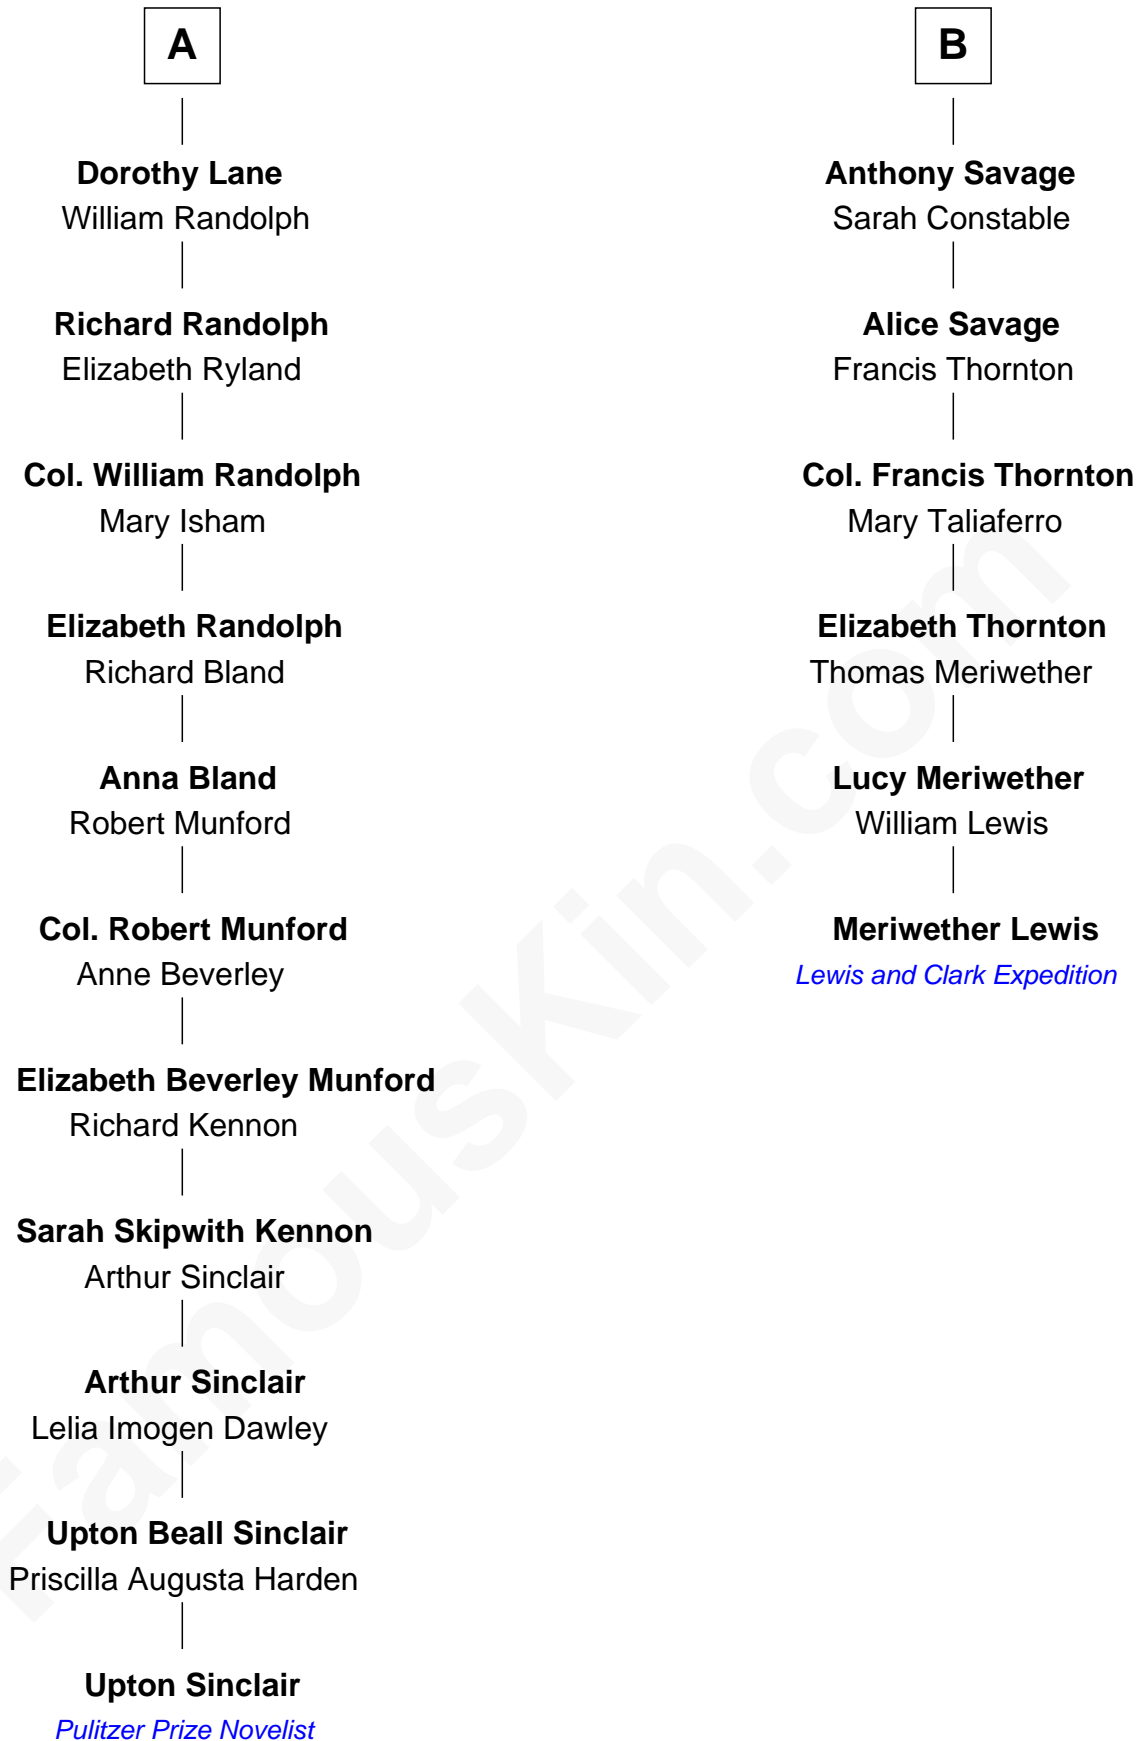 A
Dorothy Lane
William Randolph
Richard Randolph
Elizabeth Ryland
Col. William Randolph
Mary Isham
Elizabeth Randolph
Richard Bland
Anna Bland
Robert Munford
Col. Robert Munford
Anne Beverley
Elizabeth Beverley Munford
Richard Kennon
Sarah Skipwith Kennon
Arthur Sinclair
Arthur Sinclair
Lelia Imogen Dawley
Upton Beall Sinclair
Priscilla Augusta Harden
Upton Sinclair
Pulitzer Prize Novelist
B
Anthony Savage
Sarah Constable
Alice Savage
Francis Thornton
Col. Francis Thornton
Mary Taliaferro
Elizabeth Thornton
Thomas Meriwether
Lucy Meriwether
William Lewis
Meriwether Lewis
Lewis and Clark Expedition
FamousKin.com